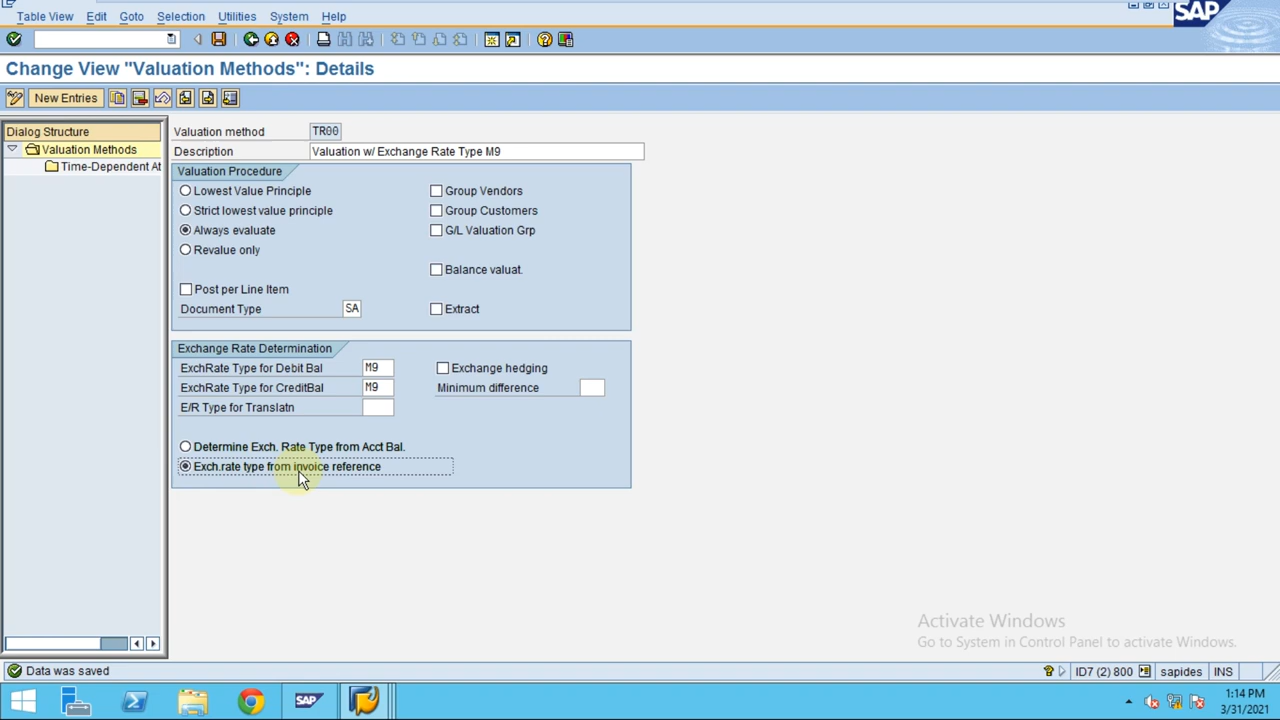 Table View Edit Goto Selection Utilities System Help
SAP
Change View "Valuation Methods": Details
New Entries
Dialog Structure
Valuation Methods
Time-Dependent At
Valuation method TR00
Description Valuation w/ Exchange Rate Type M9
Valuation Procedure
Lowest Value Principle Group Vendors
Strict lowest value principle Group Customers
Always evaluate G/L Valuation Grp
Revalue only
Balance valuat.
Post per Line Item
Document Type SA Extract
Exchange Rate Determination
ExchRate Type for Debit Bal M9 Exchange hedging
ExchRate Type for CreditBal M9 Minimum difference
E/R Type for Translatn
Determine Exch. Rate Type from Acct Bal.
Exch.rate type from invoice reference
Activate Windows
Go to System in Control Panel to activate Windows.
Data was saved ID7 (2) 800 sapides INS
SAP
1:14 PM
3/31/2021